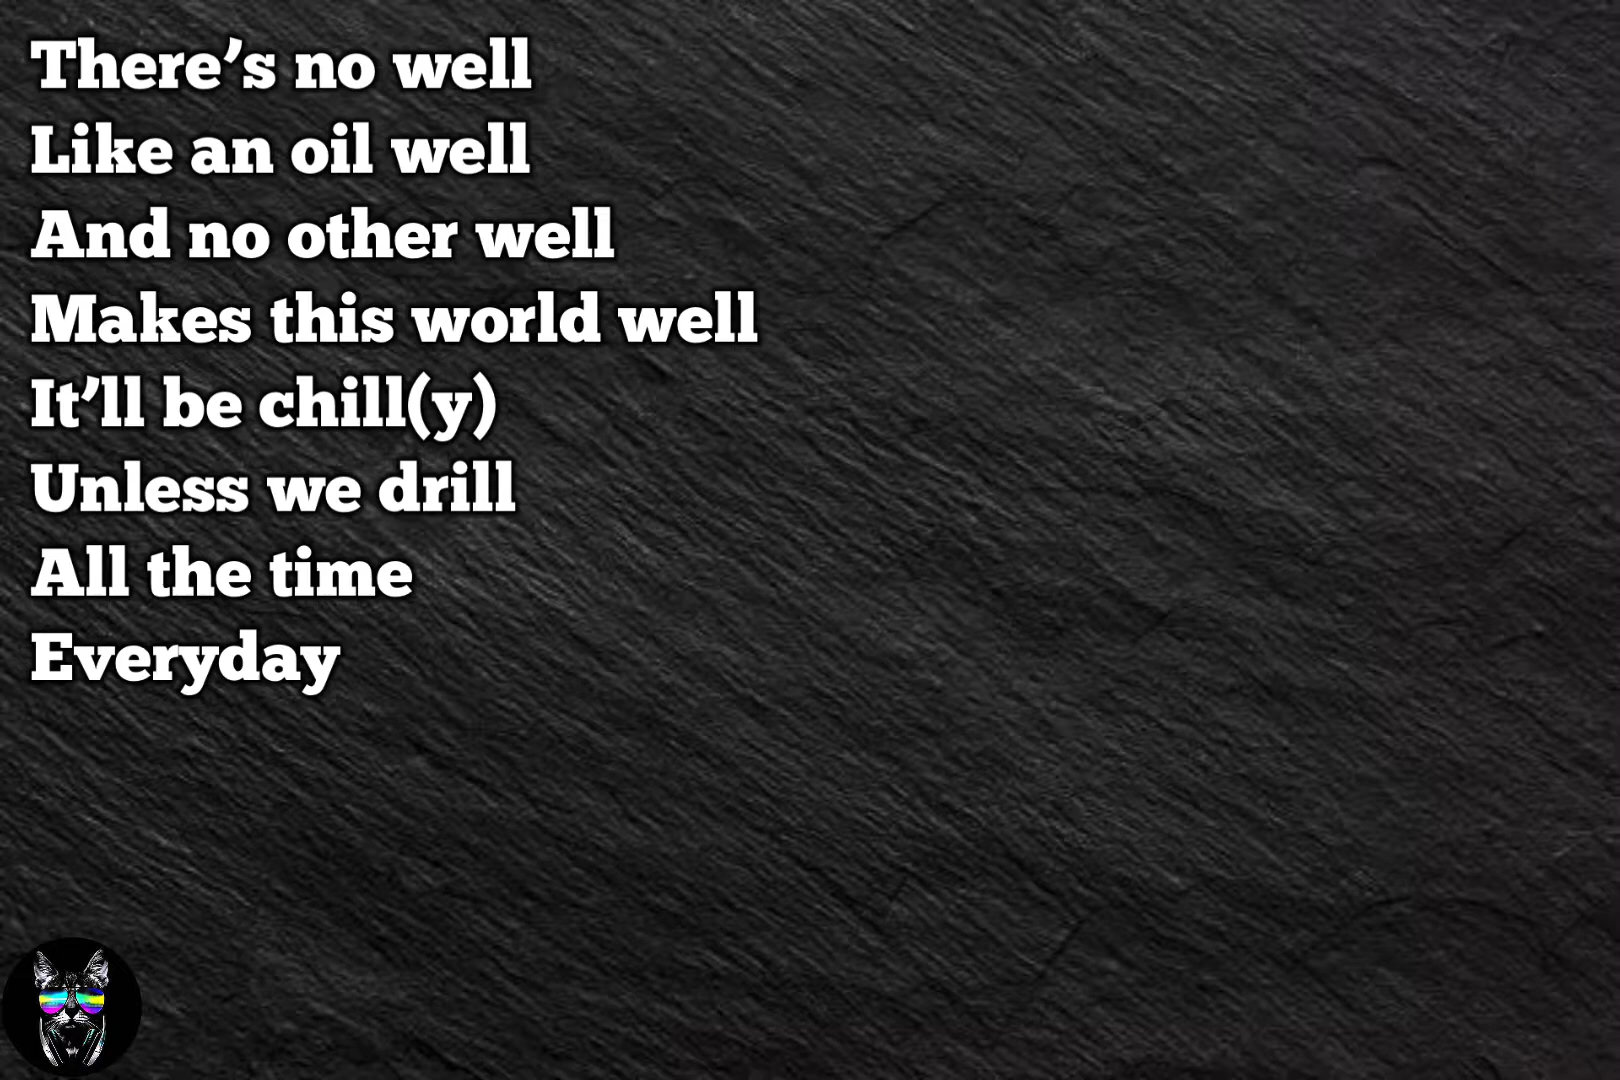 There’s no well
Like an oil well
And no other well
Makes this world well
It’ll be chill(y)
Unless we drill
All the time
Everyday